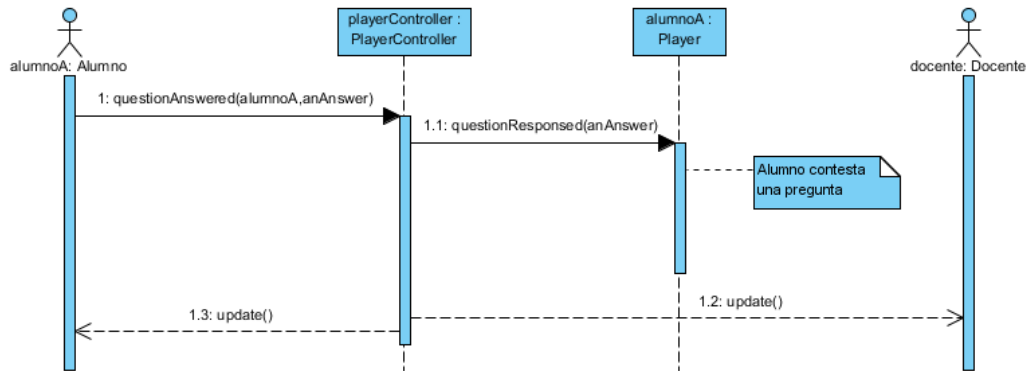 playerController :
PlayerController
alumnoA :
Player
alumnoA: Alumno
docente: Docente
1: questionAnswered(alumnoA,anAnswer)
1.1: questionResponsed(anAnswer)
Alumno contesta
una pregunta
1.2: update()
1.3: update()